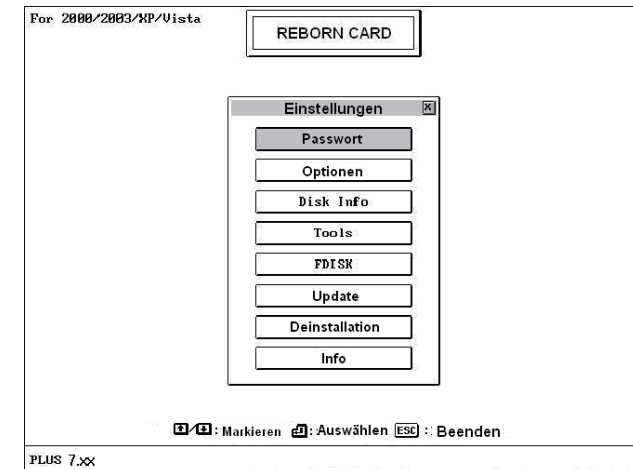 For 2000/2003/XP/Vista
REBORN CARD
Einstellungen
Passwort
Optionen
Disk Info
Tools
FDISK
Update
Deinstallation
Info
: Markieren : Auswählen ESC : Beenden
PLUS 7.xx